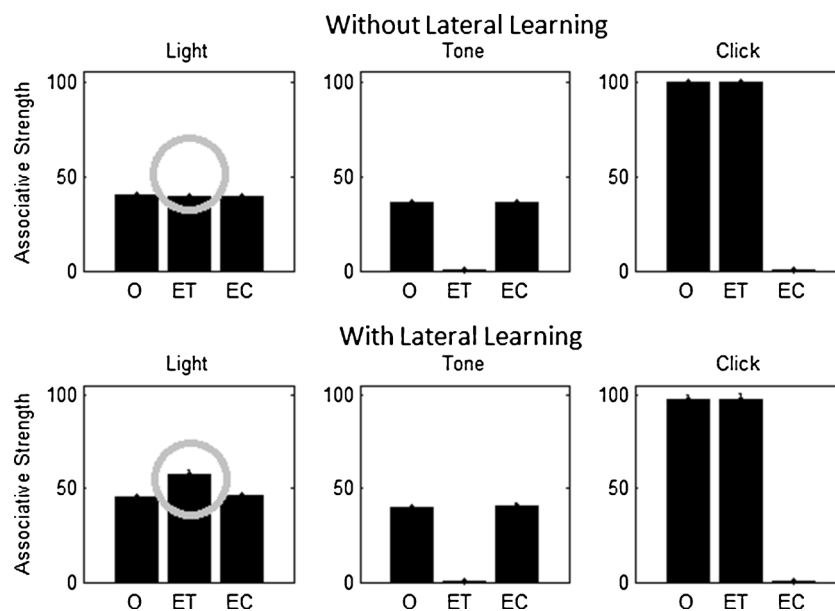 Without Lateral Learning
Light Tone Click
Associative Strength
100 100 100
50 50 50
0 0 0
O ET EC O ET EC O ET EC
With Lateral Learning
Light Tone Click
Associative Strength
100 100 100
50 50 50
0 0 0
O ET EC O ET EC O ET EC